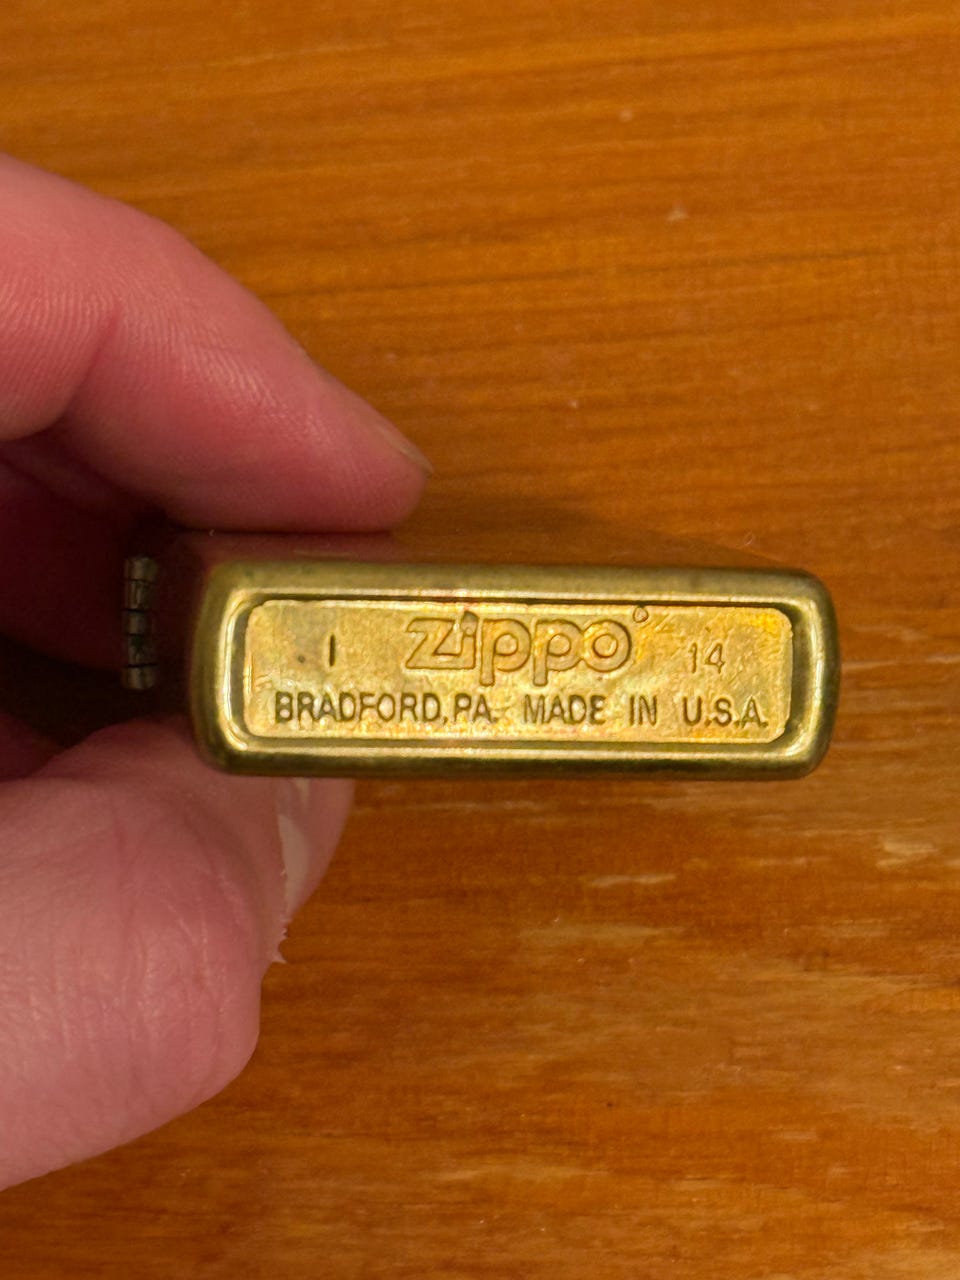 I zippo® 14
BRADFORD, PA. MADE IN U.S.A.